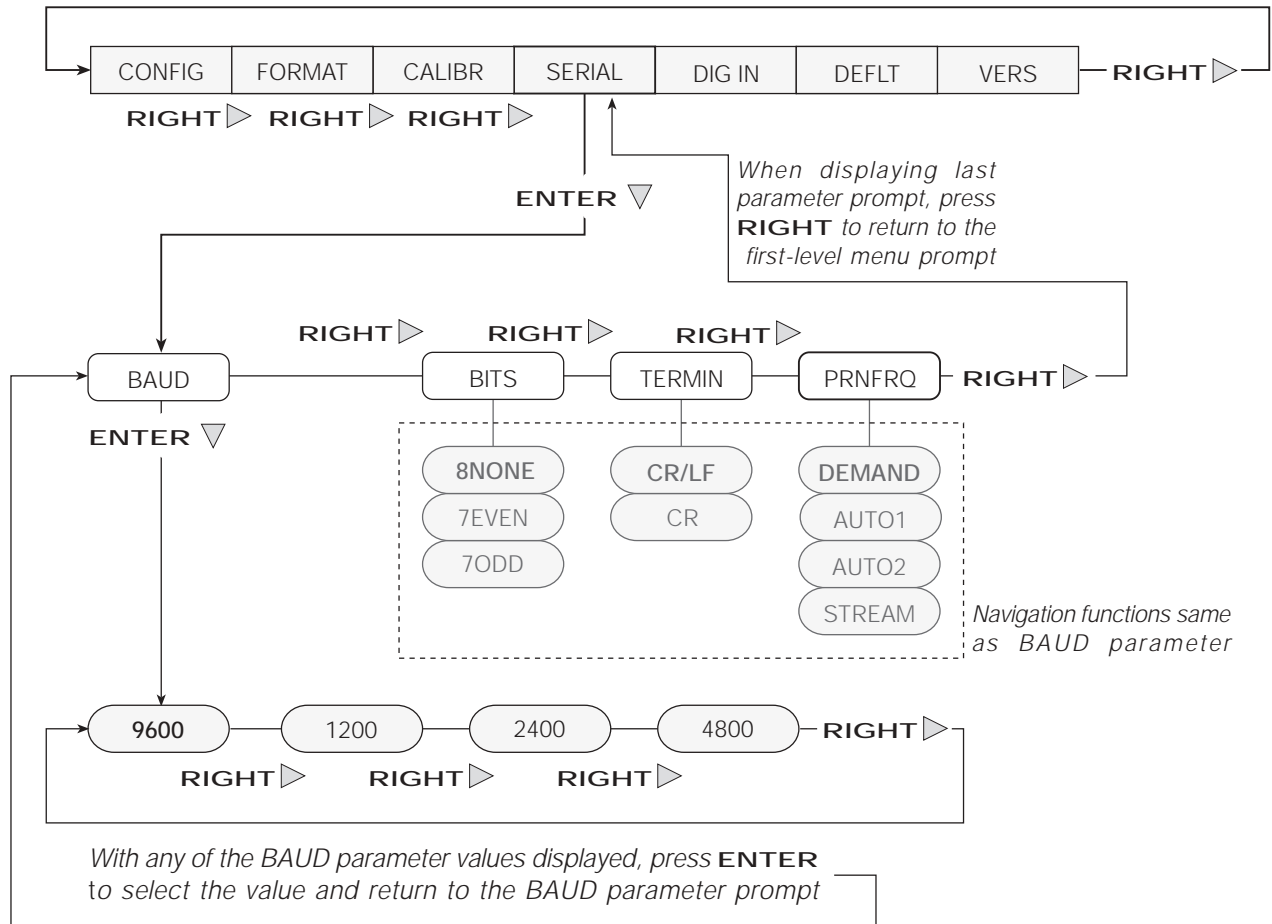 CONFIG FORMAT CALIBR SERIAL DIG IN DEFLT VERS RIGHT
RIGHT RIGHT RIGHT
When displaying last
parameter prompt, press
RIGHT to return to the
first-level menu prompt
ENTER
RIGHT RIGHT RIGHT
BAUD BITS TERMIN PRNFRQ RIGHT
ENTER
8NONE CR/LF DEMAND
7EVEN CR AUTO1
7ODD AUTO2
STREAM
Navigation functions same
as BAUD parameter
9600 1200 2400 4800 RIGHT
RIGHT RIGHT RIGHT
With any of the BAUD parameter values displayed, press ENTER
to select the value and return to the BAUD parameter prompt